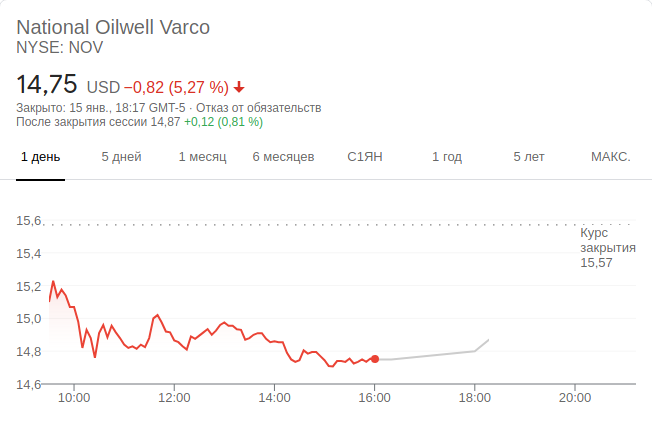 National Oilwell Varco
NYSE: NOV
14,75 USD −0,82 (5,27 %)
Закрыто: 15 янв., 18:17 GMT-5 · Отказ от обязательств
После закрытия сессии 14,87 +0,12 (0,81 %)
1 день 5 дней 1 месяц 6 месяцев С1ЯН 1 год 5 лет МАКС.
15,6
Курс
закрытия
15,57
15,4
15,2
15,0
14,8
14,6
10:00 12:00 14:00 16:00 18:00 20:00